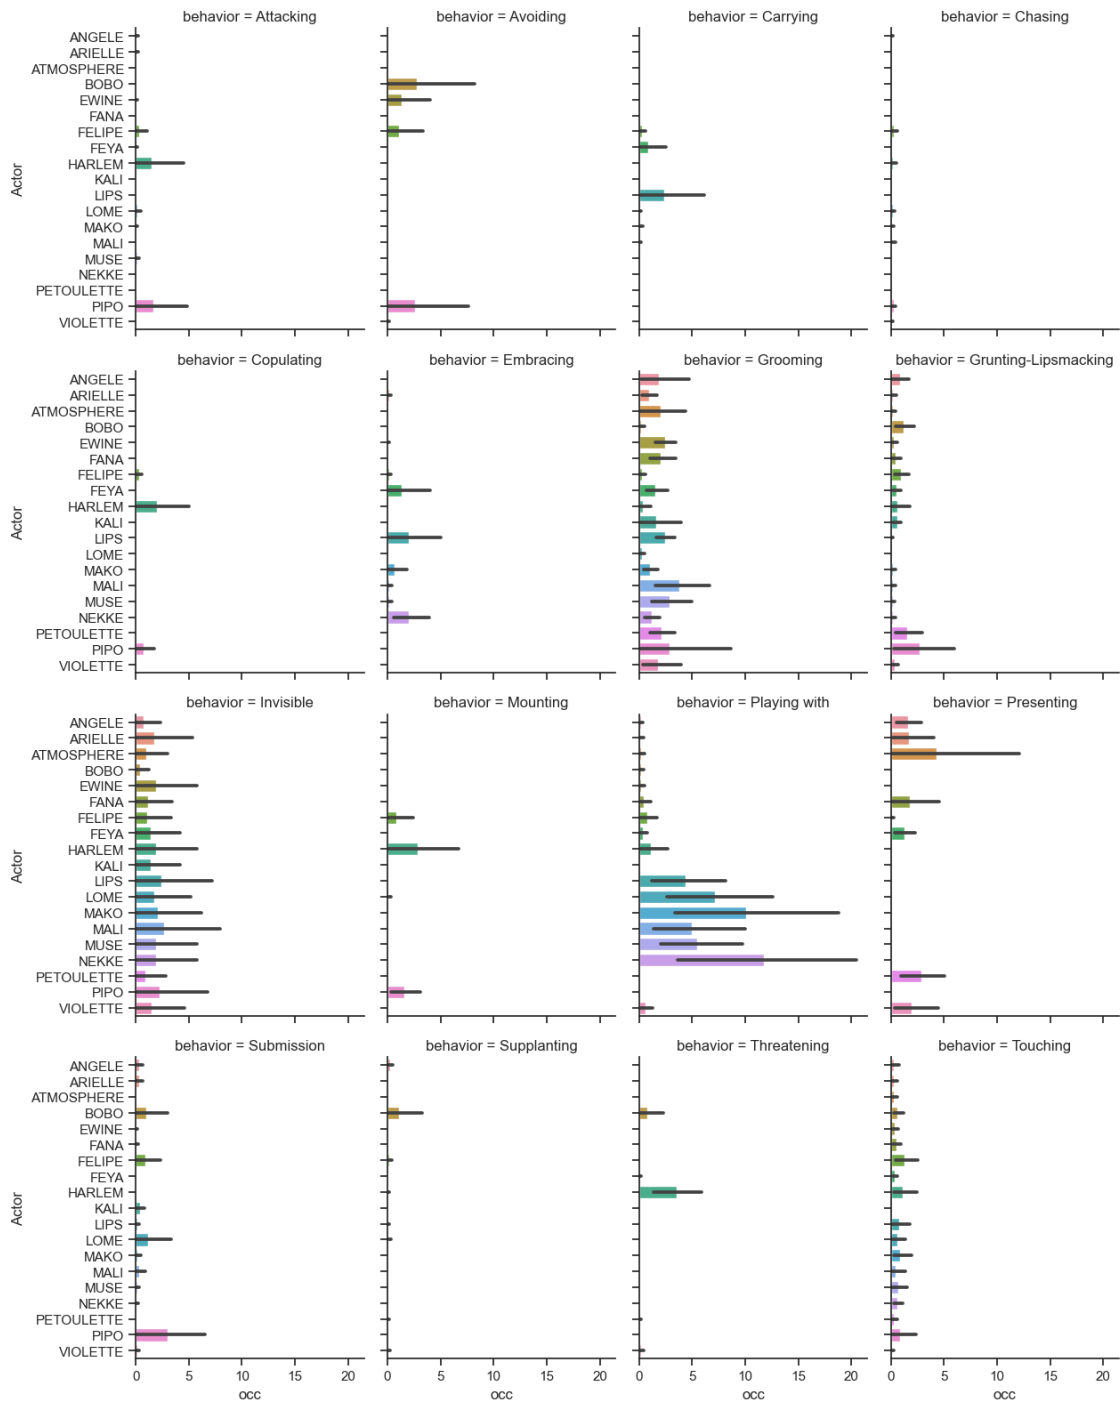 behavior = Attacking
behavior = Avoiding
behavior = Carrying
behavior = Chasing
Actor
ANGELE
ARIELLE
ATMOSPHERE
BOBO
EWINE
FANA
FELIPE
FEYA
HARLEM
KALI
LIPS
LOME
MAKO
MALI
MUSE
NEKKE
PETOULETTE
PIPO
VIOLETTE
behavior = Copulating
behavior = Embracing
behavior = Grooming
behavior = Grunting-Lipsmacking
Actor
ANGELE
ARIELLE
ATMOSPHERE
BOBO
EWINE
FANA
FELIPE
FEYA
HARLEM
KALI
LIPS
LOME
MAKO
MALI
MUSE
NEKKE
PETOULETTE
PIPO
VIOLETTE
behavior = Invisible
behavior = Mounting
behavior = Playing with
behavior = Presenting
Actor
ANGELE
ARIELLE
ATMOSPHERE
BOBO
EWINE
FANA
FELIPE
FEYA
HARLEM
KALI
LIPS
LOME
MAKO
MALI
MUSE
NEKKE
PETOULETTE
PIPO
VIOLETTE
behavior = Submission
behavior = Supplanting
behavior = Threatening
behavior = Touching
Actor
ANGELE
ARIELLE
ATMOSPHERE
BOBO
EWINE
FANA
FELIPE
FEYA
HARLEM
KALI
LIPS
LOME
MAKO
MALI
MUSE
NEKKE
PETOULETTE
PIPO
VIOLETTE
0 5 10 15 20
0 5 10 15 20
0 5 10 15 20
0 5 10 15 20
occ
occ
occ
occ